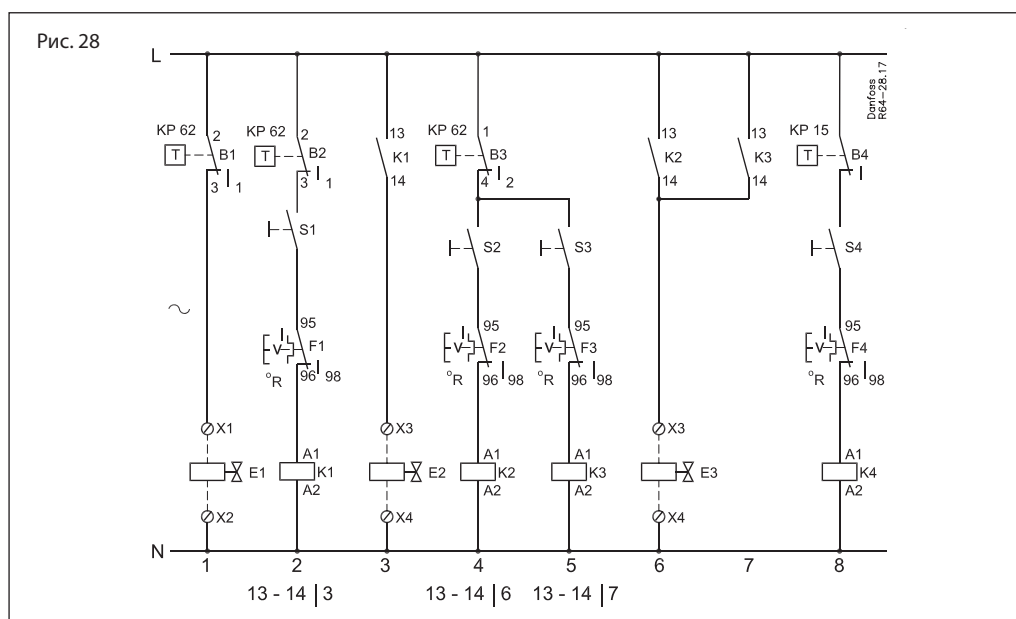 Рис. 28
L
Danfoss
R64-28.17
KP 62 2 KP 62 2 13 KP 62 1 13 13 KP 15
T B1 T B2 K1 T B3 K2 K3 T B4
3 1 3 1 14 4 2 14 14
S1 S2 S3 S4
~
95 95 95 95
V F1 V F2 V F3 V F4
°R 96 98 °R 96 98 °R 96 98 °R 96 98
X1 X3 X3
A1 A1 A1 A1
E1 K1 E2 K2 K3 E3 K4
A2 A2 A2 A2
X2 X4 X4
N
1 2 3 4 5 6 7 8
13 - 14 | 3 13 - 14 | 6 13 - 14 | 7